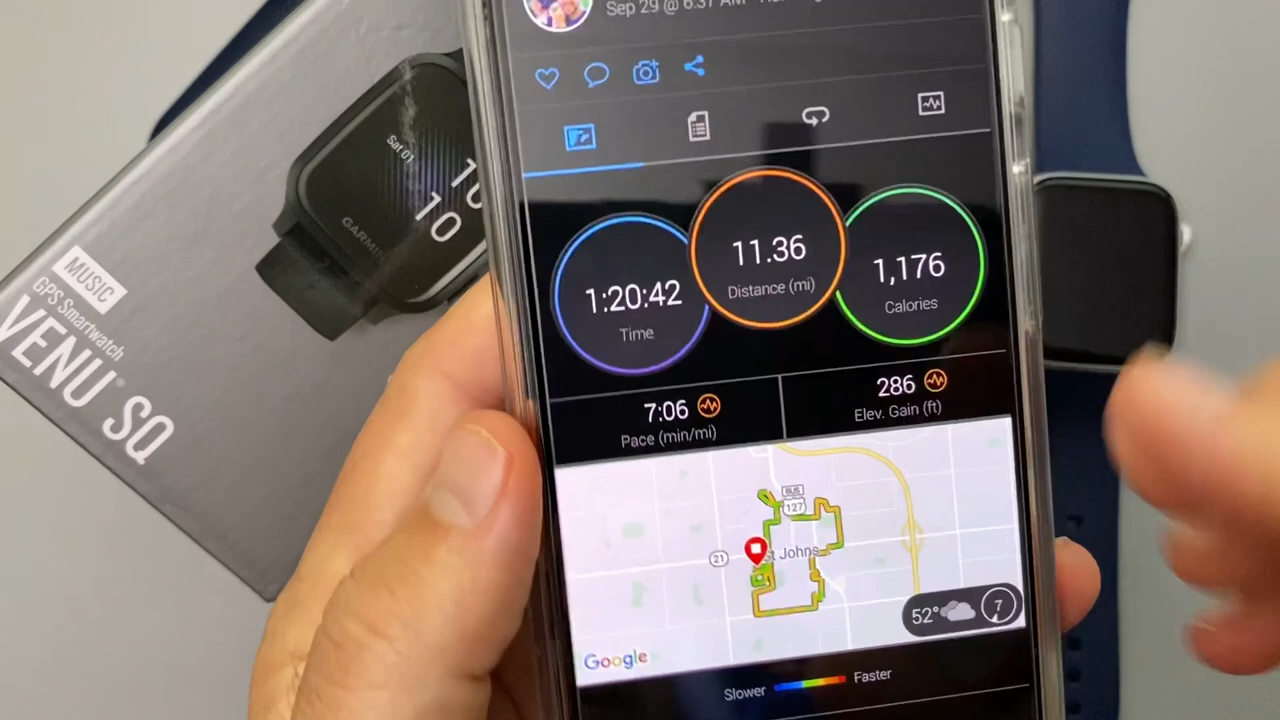 Sep 29 @ 6:37 AM
11.36
Distance (mi)
1:20:42
Time
1,176
Calories
7:06
Pace (min/mi)
286
Elev. Gain (ft)
BUS
127
21
St Johns
52°
7
Google
Slower
Faster
Sat 01
10
10
GARMIN
MUSIC
GPS Smartwatch
VENU® SQ